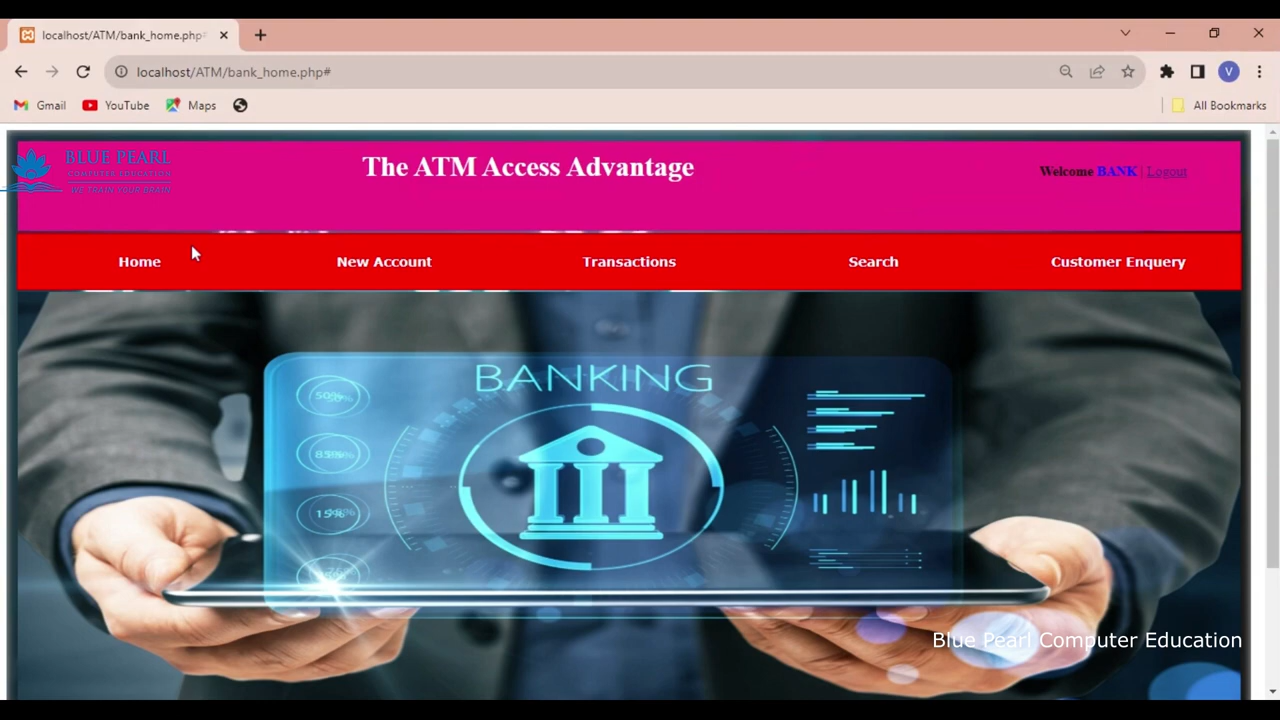 localhost/ATM/bank_home.php#
localhost/ATM/bank_home.php#
Gmail
YouTube
Maps
All Bookmarks
V
BLUE PEARL
COMPUTER EDUCATION
WE TRAIN YOUR BRAIN
The ATM Access Advantage
Welcome BANK | Logout
Home
New Account
Transactions
Search
Customer Enquery
BANKING
Blue Pearl Computer Education